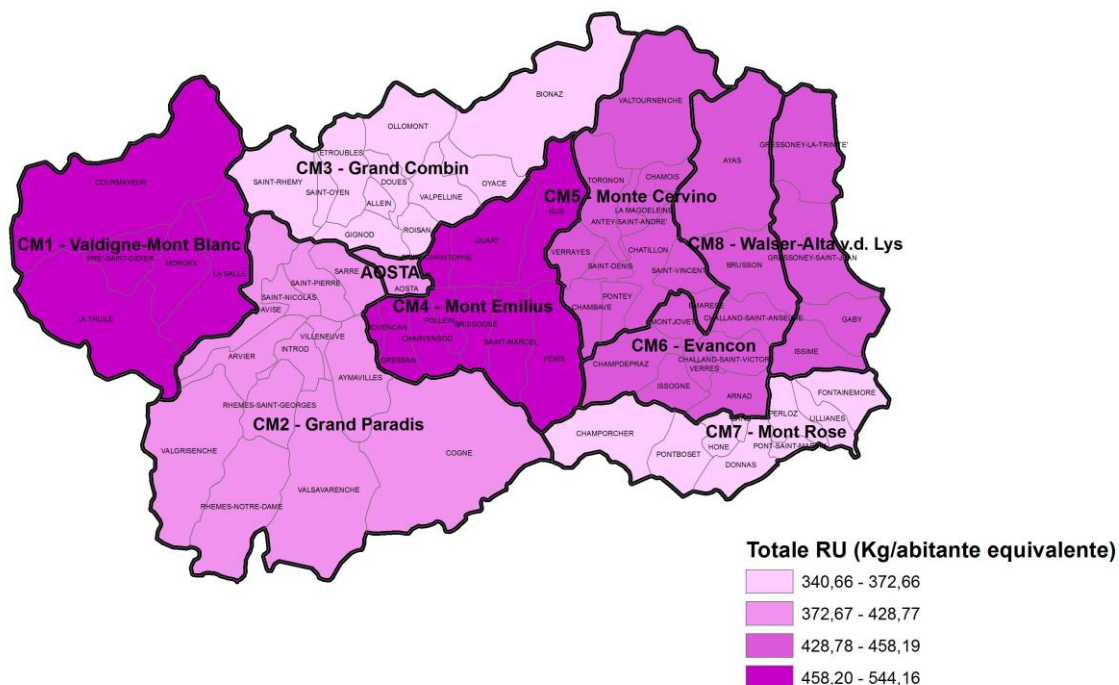 BIONAZ
VALTOURNENCHE
OLLOMONT
GRESSONEY-LA-TRINITE'
ETROUBLES
AYAS
CM3 - Grand Combin
SAINT-RHEMY
SAINT-OYEN
DOUES
OYACE
TORGNON
CHAMOIS
COURMAYEUR
ALLEIN
VALPELLINE
CM5 - Monte Cervino
LA MAGDELEINE
NUS
ANTEY-SAINT-ANDRE'
GIGNOD
ROISAN
CM1 - Valdigne-Mont Blanc
QUART
CM8 - Walser-Alta v.d. Lys
PRE'-SAINT-DIDIER
MORGEX
VERRAYES
CHATILLON
GRESSONEY-SAINT-JEAN
LA SALLE
SARRE
AOSTA
SAINT-DENIS
SAINT-VINCENT
BRUSSON
SAINT-PIERRE
AOSTA
SAINT-NICOLAS
PONTEY
CM4 - Mont Emilius
AVISE
CHAMBAVE
EMARESE
LA THUILE
JOVENCAN
POLLEIN
BRISSOGNE
MONTJOVET
CHALLAND-SAINT-ANSELME
GABY
VILLENEUVE
CHARVENSOD
SAINT-MARCEL
CM6 - Evancon
ARVIER
INTROD
GRESSAN
FENIS
CHAMPDEPRAZ
CHALLAND-SAINT-VICTOR
ISSIME
AYMAVILLES
VERRES
ISSOGNE
RHEMES-SAINT-GEORGES
ARNAD
FONTAINEMORE
PERLOZ
LILLIANES
CM2 - Grand Paradis
CHAMPORCHER
CM7 - Mont Rose
HONE
PONT-SAINT-MARTIN
VALGRISENCHE
COGNE
PONTBOSET
DONNAS
VALSAVARENCHE
RHEMES-NOTRE-DAME
Totale RU (Kg/abitante equivalente)
340,66 - 372,66
372,67 - 428,77
428,78 - 458,19
458,20 - 544,16